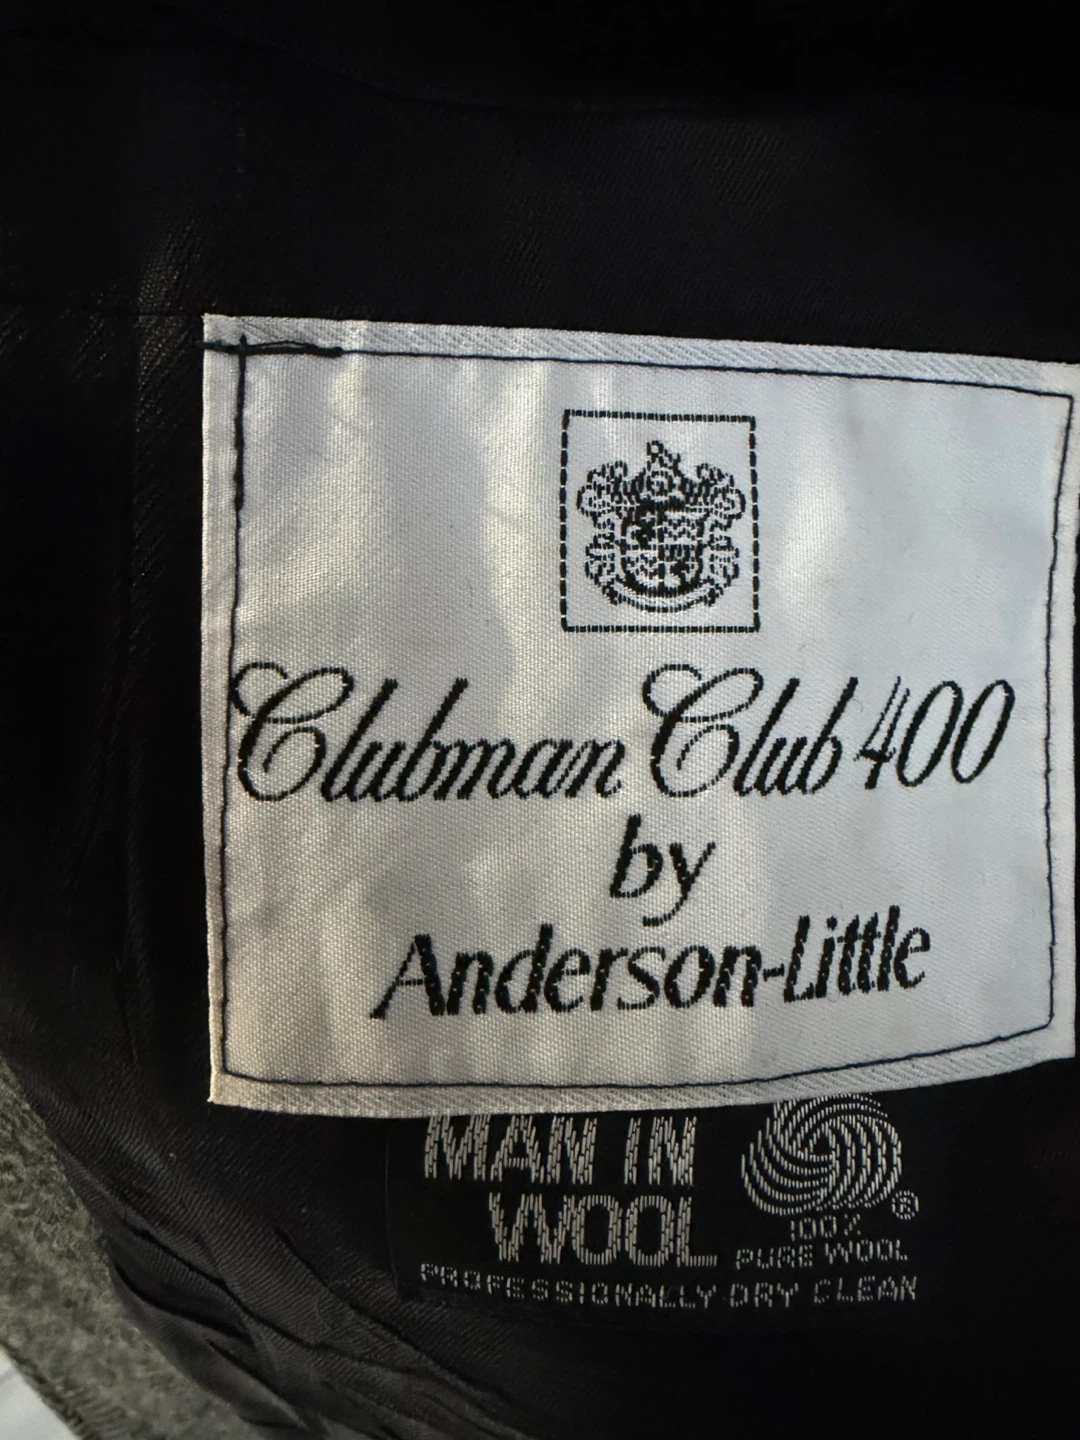 Clubman Club 400
by
Anderson-Little
MAN IN
WOOL
®
100%
PURE WOOL
PROFESSIONALLY DRY CLEAN